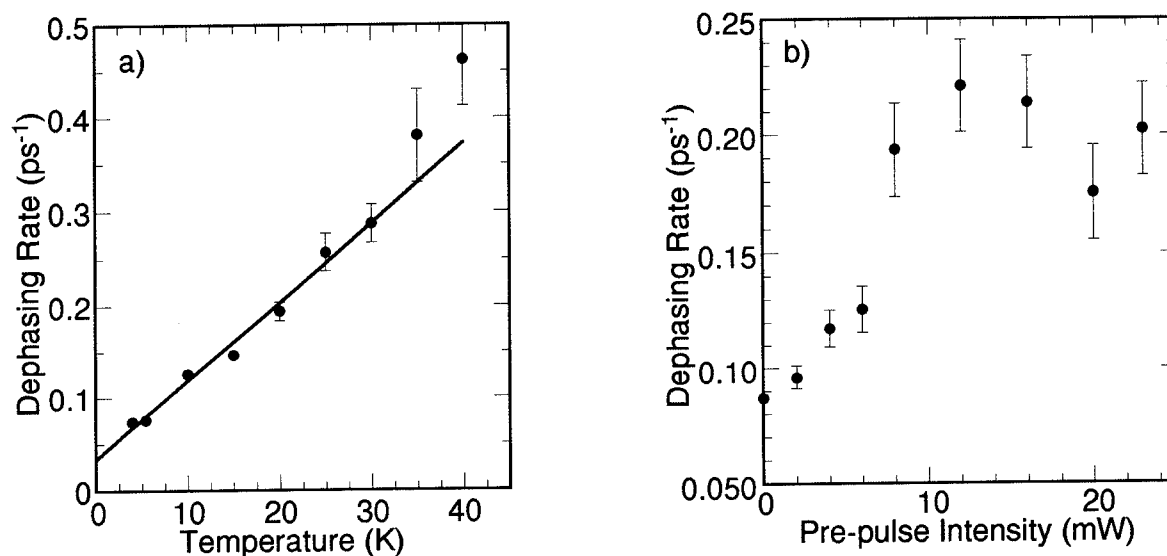 a)
Dephasing Rate (ps⁻¹)
0.5
0.4
0.3
0.2
0.1
0
0 10 20 30 40
Temperature (K)
b)
Dephasing Rate (ps⁻¹)
0.25
0.20
0.15
0.10
0.050
0 10 20
Pre-pulse Intensity (mW)